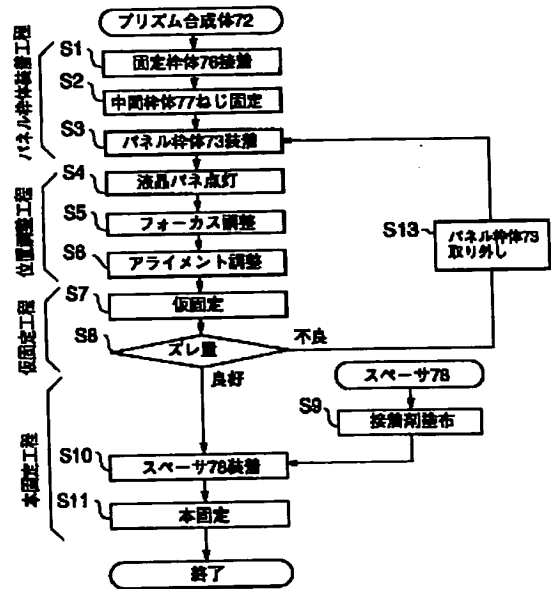 プリズム合成体72
S1
固定枠体76接着
S2
中間枠体77ねじ固定
S3
パネル枠体73装着
S4
液晶パネ点灯
S5
フォーカス調整
S6
アライメント調整
S7
仮固定
S8
ズレ量
不良
良好
S13
パネル枠体73
取り外し
スペーサ78
S9
接着剤塗布
S10
スペーサ78装着
S11
本固定
終了
パネル枠体装着工程
位置調整工程
仮固定工程
本固定工程